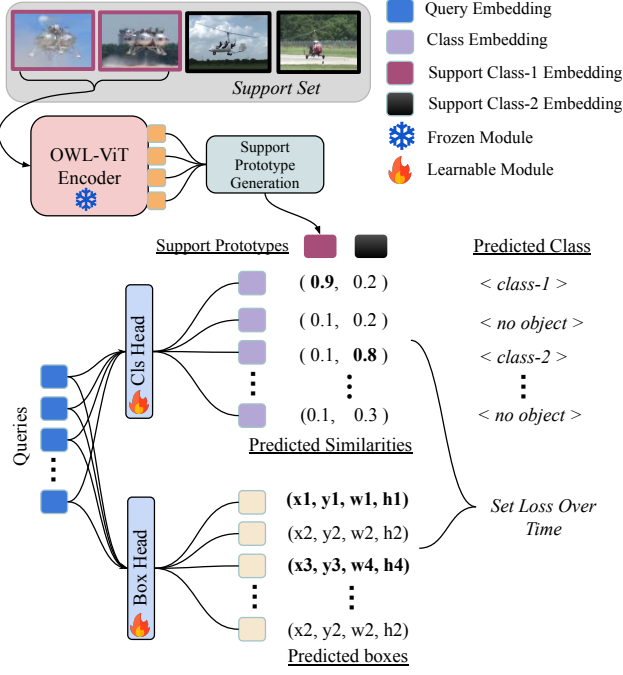 Support Set
Query Embedding
Class Embedding
Support Class-1 Embedding
Support Class-2 Embedding
Frozen Module
Learnable Module
OWL-ViT
Encoder
Support
Prototype
Generation
Support Prototypes
Predicted Class
( 0.9, 0.2 )
< class-1 >
( 0.1, 0.2 )
< no object >
( 0.1, 0.8 )
< class-2 >
(0.1, 0.3 )
< no object >
Cls Head
Queries
Predicted Similarities
(x1, y1, w1, h1)
(x2, y2, w2, h2)
(x3, y3, w4, h4)
(x2, y2, w2, h2)
Box Head
Predicted boxes
Set Loss Over
Time